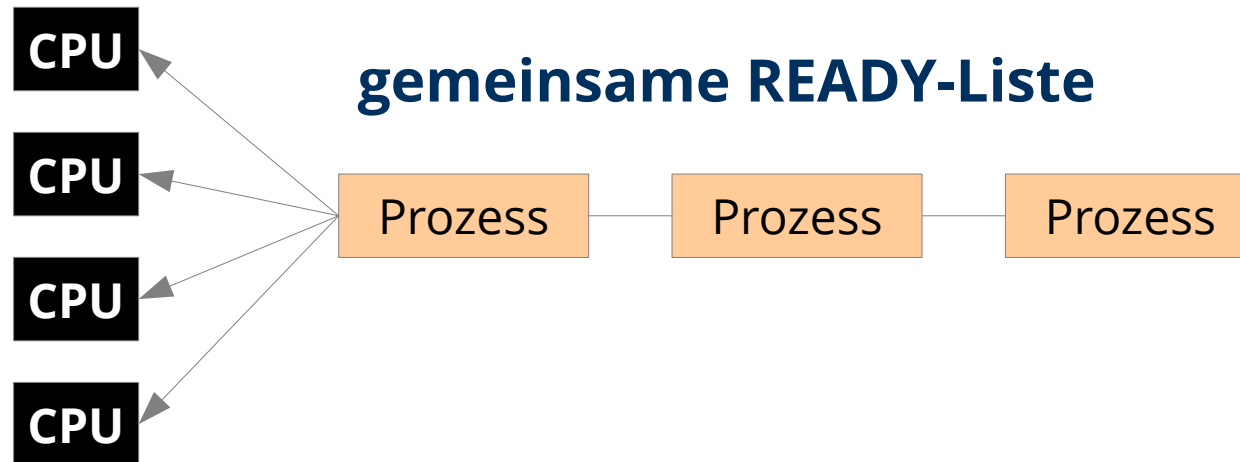 CPU
gemeinsame READY-Liste
CPU
Prozess Prozess Prozess
CPU
CPU